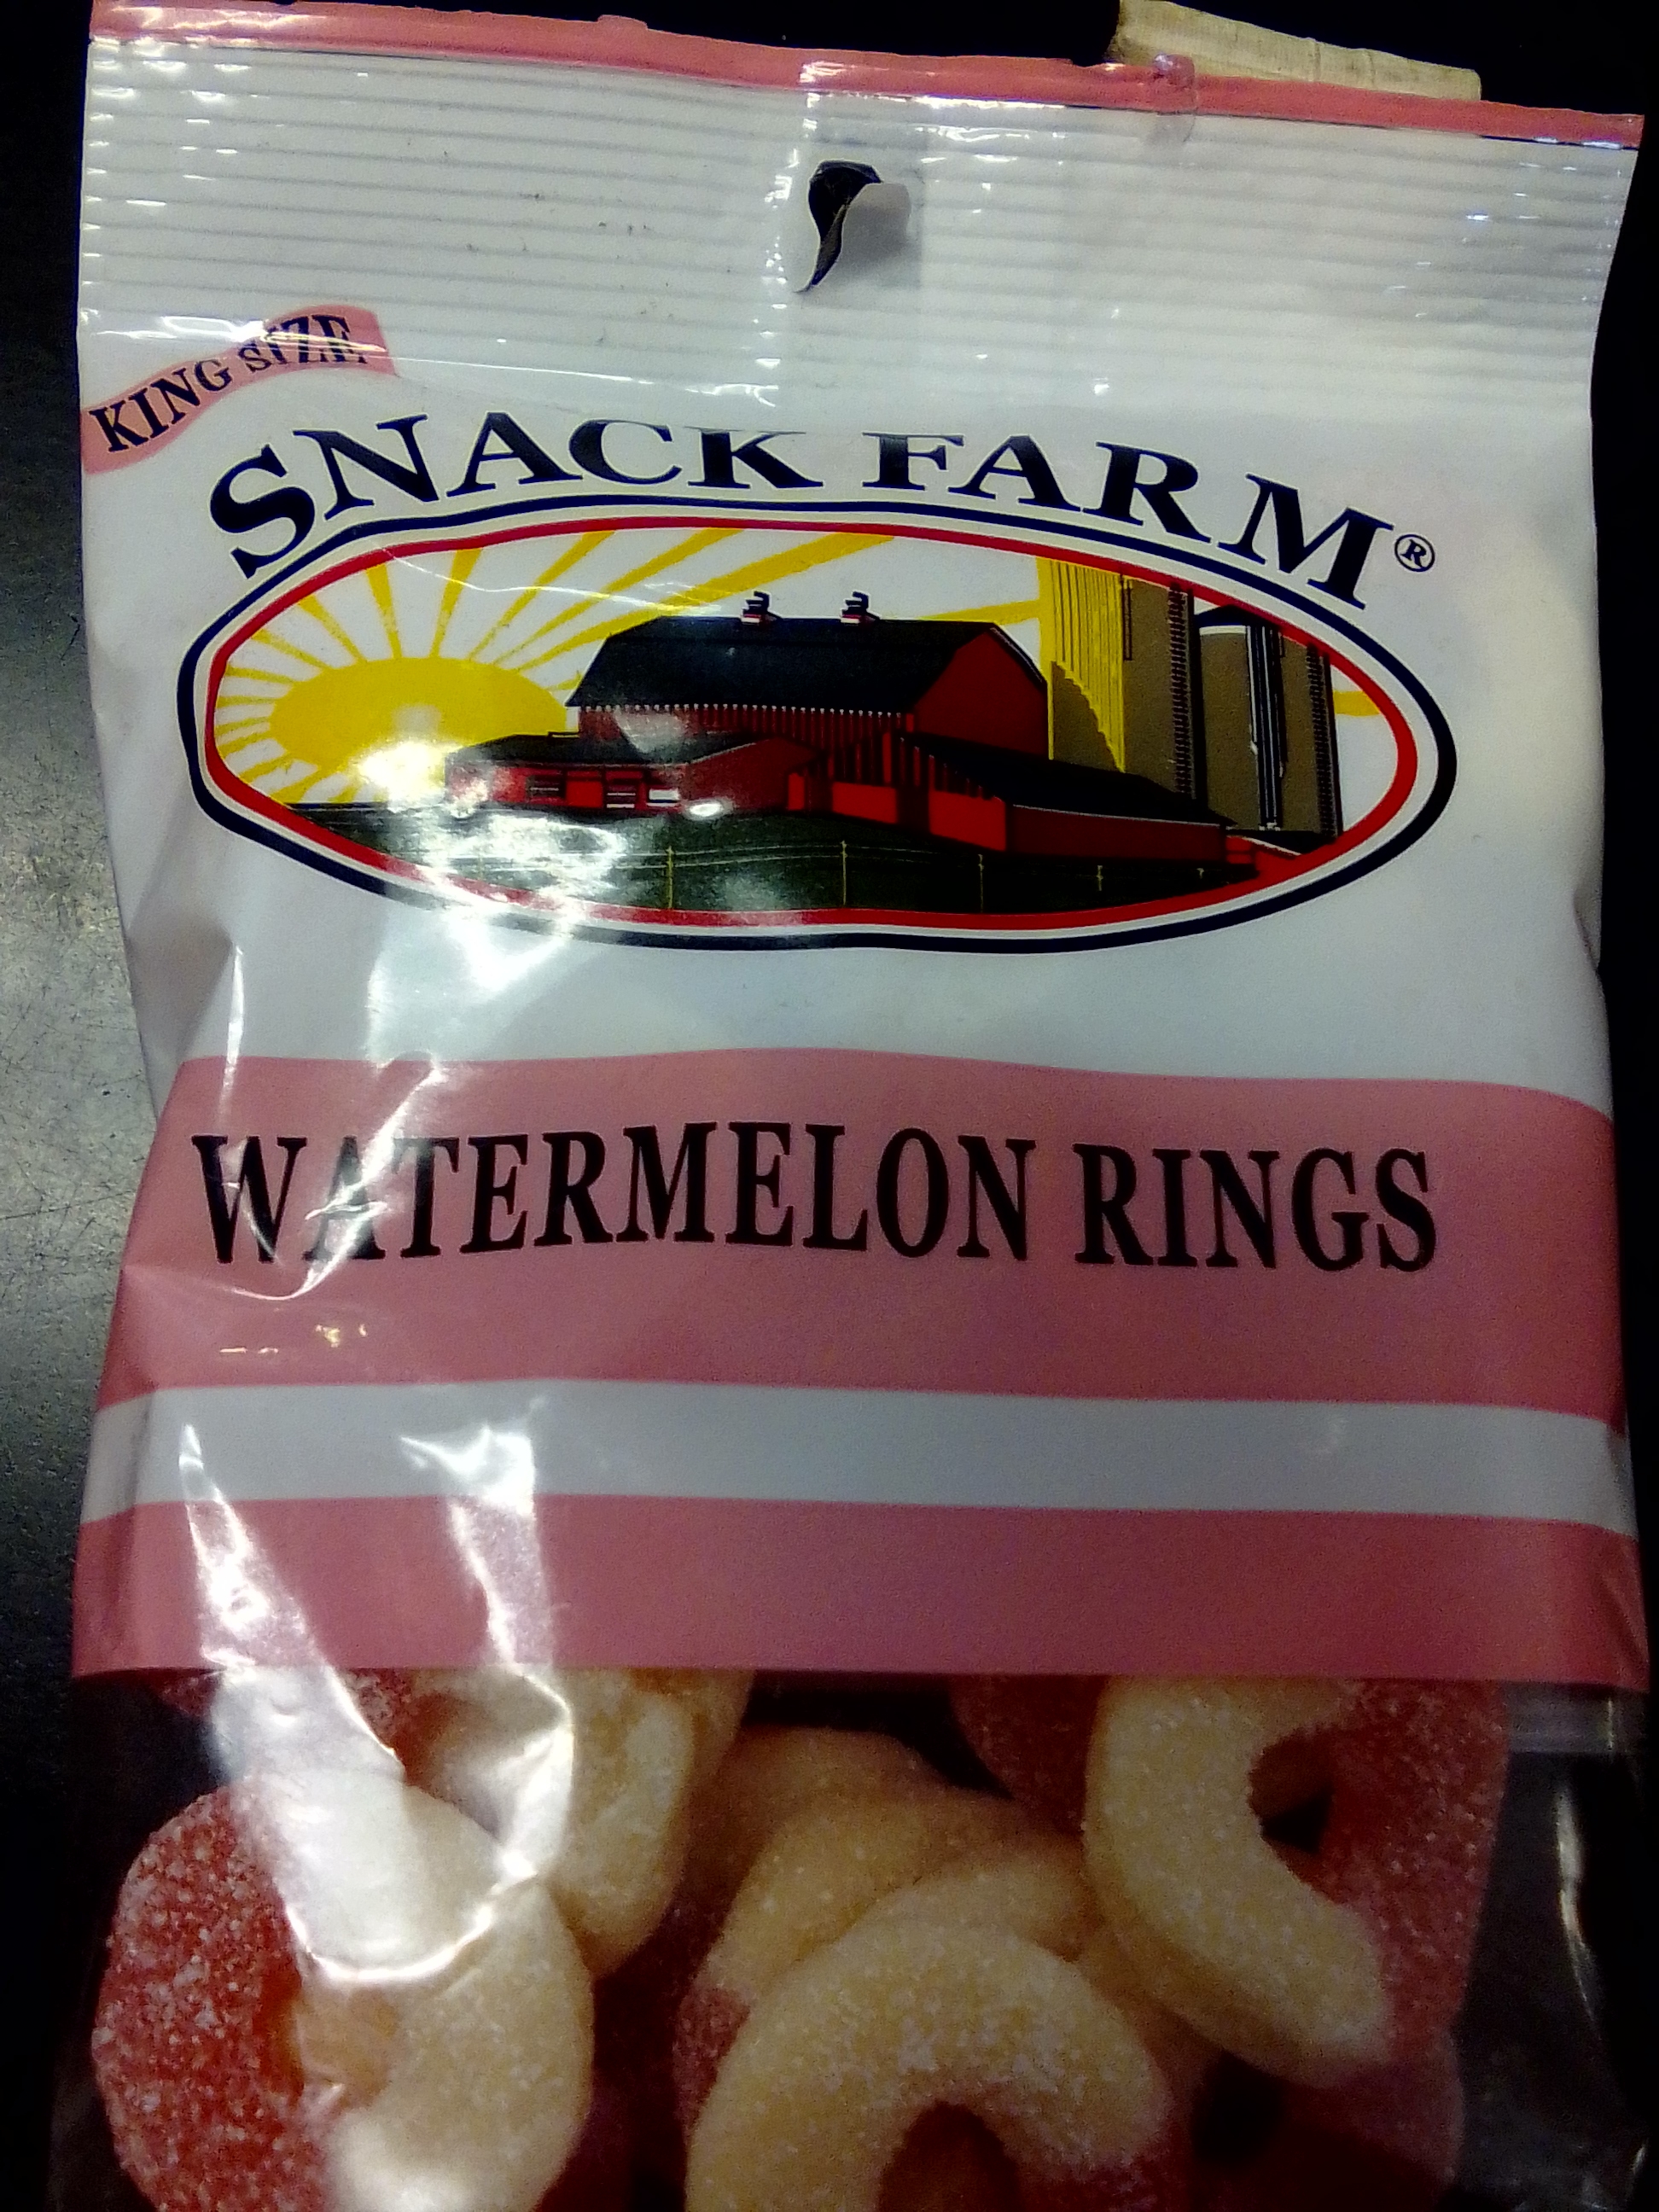 KING SIZE
SNACK FARM®
WATERMELON RINGS